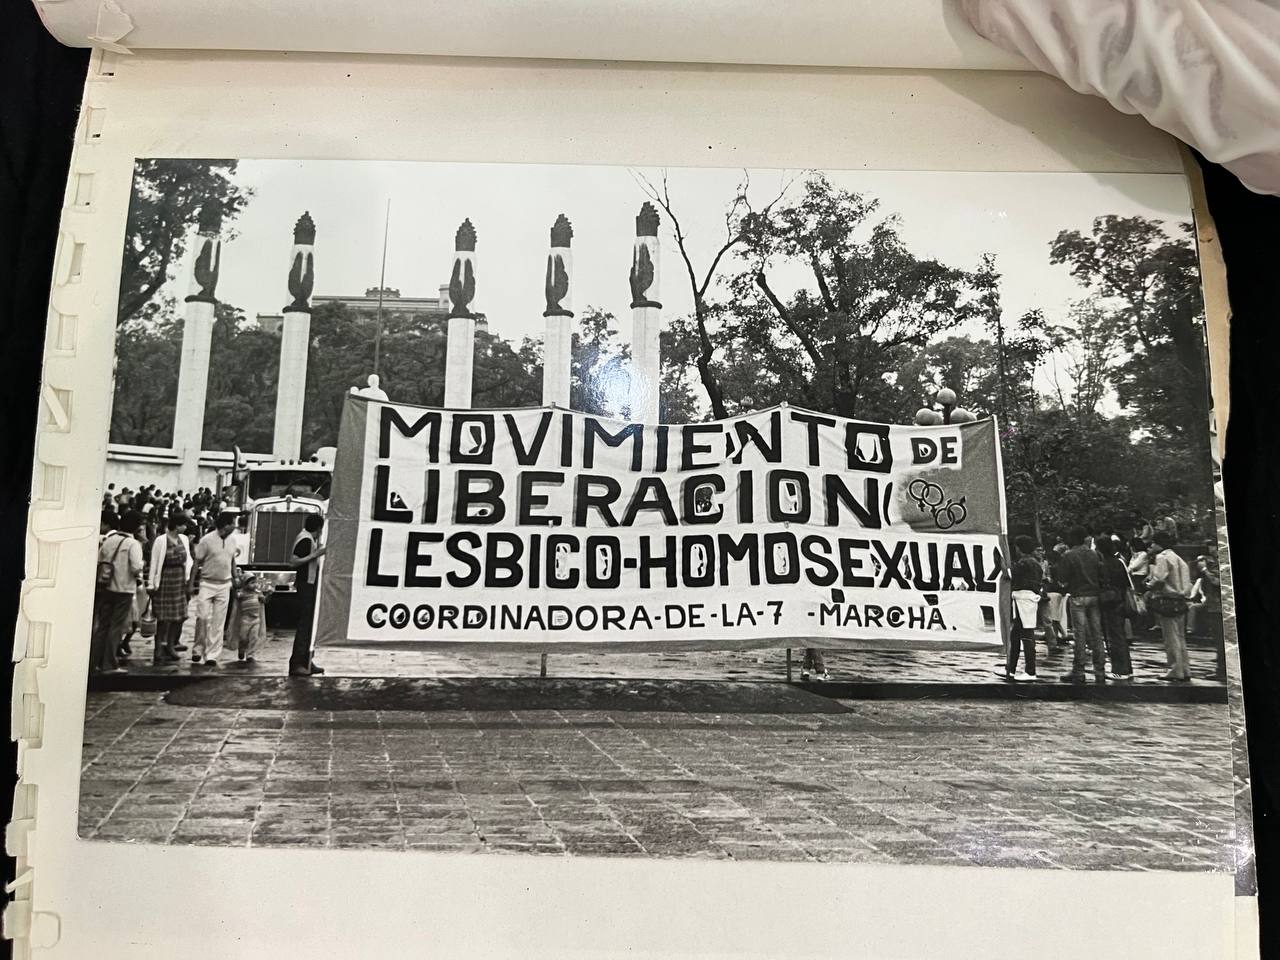 MOVIMIENTO DE
LIBERACION
LESBICO-HOMOSEXUAL
COORDINADORA-DE-LA-7 -MARCHA.